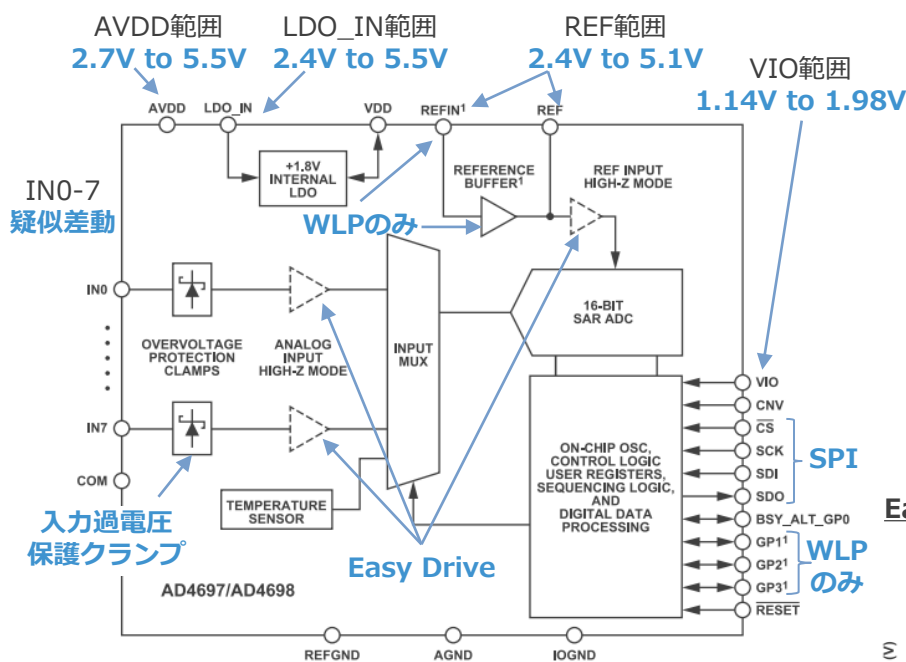 AVDD範囲
2.7V to 5.5V
LDO_IN範囲
2.4V to 5.5V
REF範囲
2.4V to 5.1V
VIO範囲
1.14V to 1.98V
AVDD
LDO_IN
VDD
REFIN¹
REF
+1.8V
INTERNAL
LDO
REFERENCE
BUFFER¹
REF INPUT
HIGH-Z MODE
IN0-7
疑似差動
WLPのみ
IN0
OVERVOLTAGE
PROTECTION
CLAMPS
ANALOG
INPUT
HIGH-Z MODE
INPUT
MUX
16-BIT
SAR ADC
IN7
COM
TEMPERATURE
SENSOR
入力過電圧
保護クランプ
Easy Drive
ON-CHIP OSC,
CONTROL LOGIC
USER REGISTERS,
SEQUENCING LOGIC,
AND
DIGITAL DATA
PROCESSING
VIO
CNV
CS
SCK
SDI
SDO
SPI
BSY_ALT_GP0
GP1¹
GP2¹
GP3¹
WLP
のみ
RESET
Ea
AD4697/AD4698
REFGND
AGND
IOGND